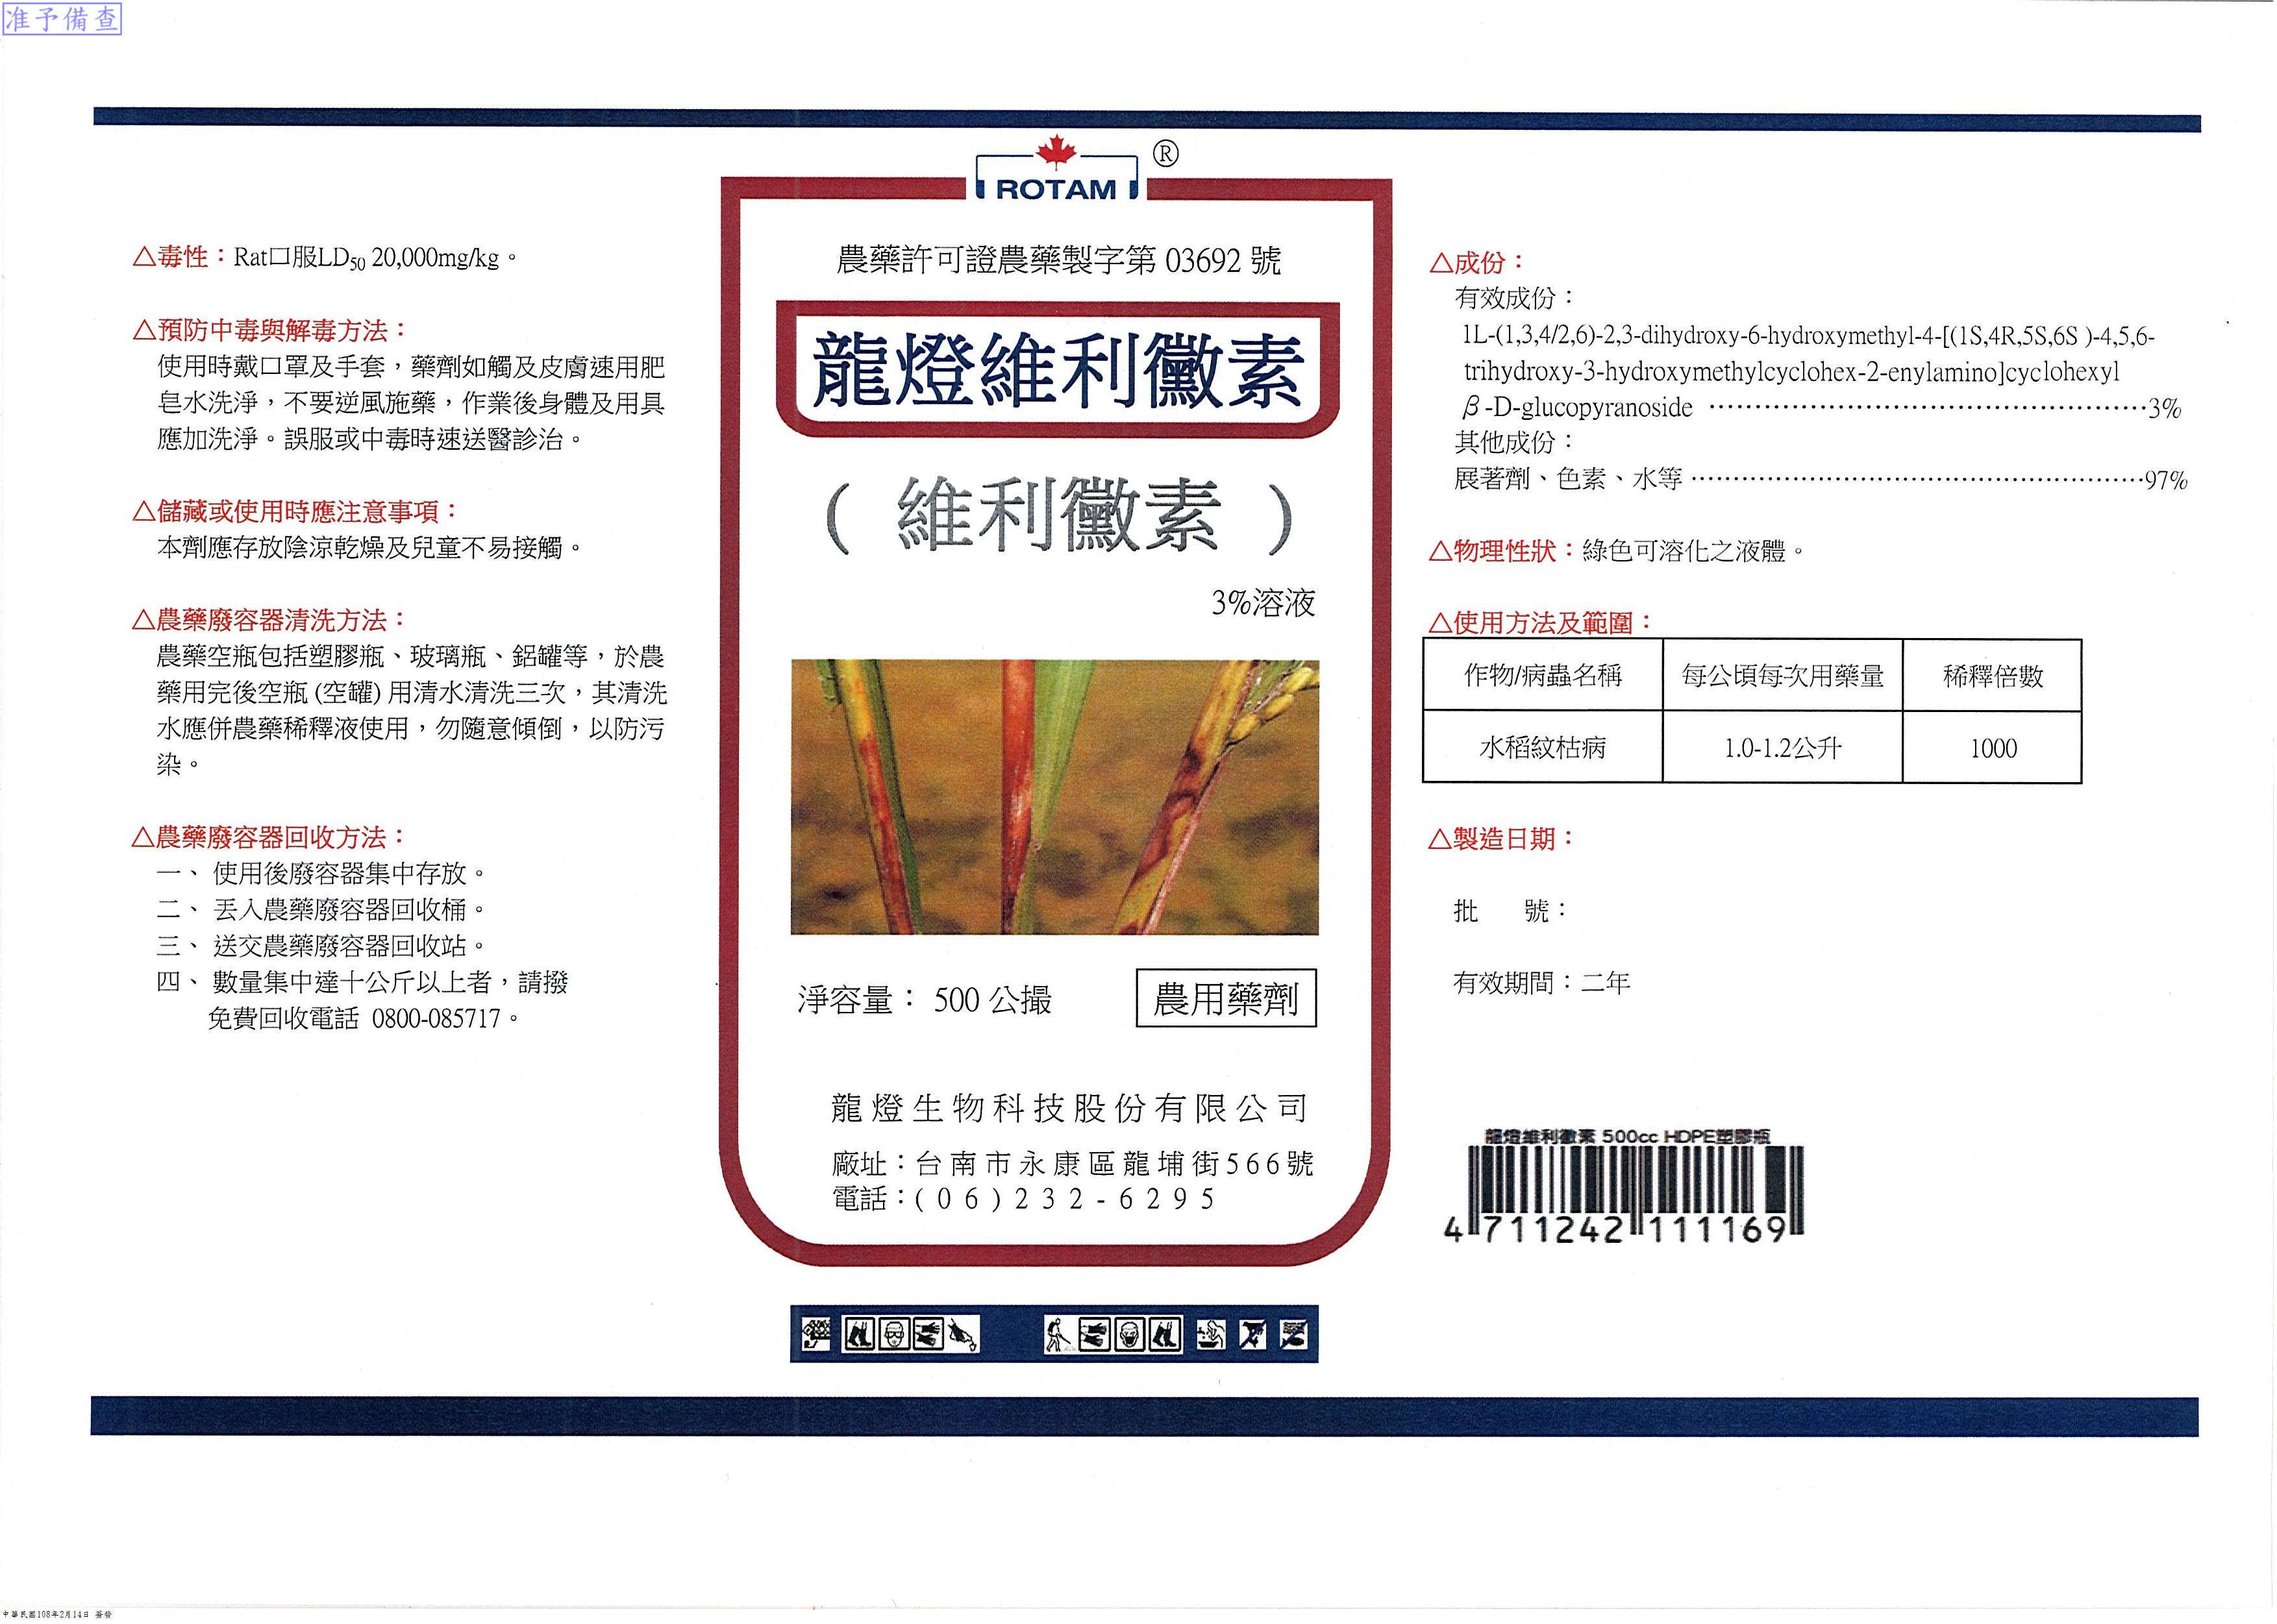 准予備查
ROTAM ®
△毒性：Rat口服LD50 20,000mg/kg。
△預防中毒與解毒方法：
使用時戴口罩及手套，藥劑如觸及皮膚速用肥
皂水洗淨，不要逆風施藥，作業後身體及用具
應加洗淨。誤服或中毒時速送醫診治。
△儲藏或使用時應注意事項：
本劑應存放陰涼乾燥及兒童不易接觸。
△農藥廢容器清洗方法：
農藥空瓶包括塑膠瓶、玻璃瓶、鋁罐等，於農
藥用完後空瓶(空罐)用清水清洗三次，其清洗
水應併農藥稀釋液使用，勿隨意傾倒，以防污
染。
△農藥廢容器回收方法：
一、 使用後廢容器集中存放。
二、 丟入農藥廢容器回收桶。
三、 送交農藥廢容器回收站。
四、 數量集中達十公斤以上者，請撥
免費回收電話 0800-085717。
農藥許可證農藥製字第 03692 號
龍燈維利黴素
( 維利黴素 )
3%溶液
淨容量： 500 公撮
農用藥劑
龍燈生物科技股份有限公司
廠址：台南市永康區龍埔街566號
電話：(06)232-6295
△成份：
有效成份：
1L-(1,3,4/2,6)-2,3-dihydroxy-6-hydroxymethyl-4-[(1S,4R,5S,6S )-4,5,6-
trihydroxy-3-hydroxymethylcyclohex-2-enylamino]cyclohexyl
β-D-glucopyranoside ……………………………………………3%
其他成份：
展著劑、色素、水等 ……………………………………………97%
△物理性狀：綠色可溶化之液體。
△使用方法及範圍：
作物/病蟲名稱 每公頃每次用藥量 稀釋倍數
水稻紋枯病 1.0-1.2公升 1000
△製造日期：
批 號：
有效期間：二年
龍燈維利黴素 500cc HDPE塑膠瓶
4 711242 111169
中華民國108年2月14日 簽發